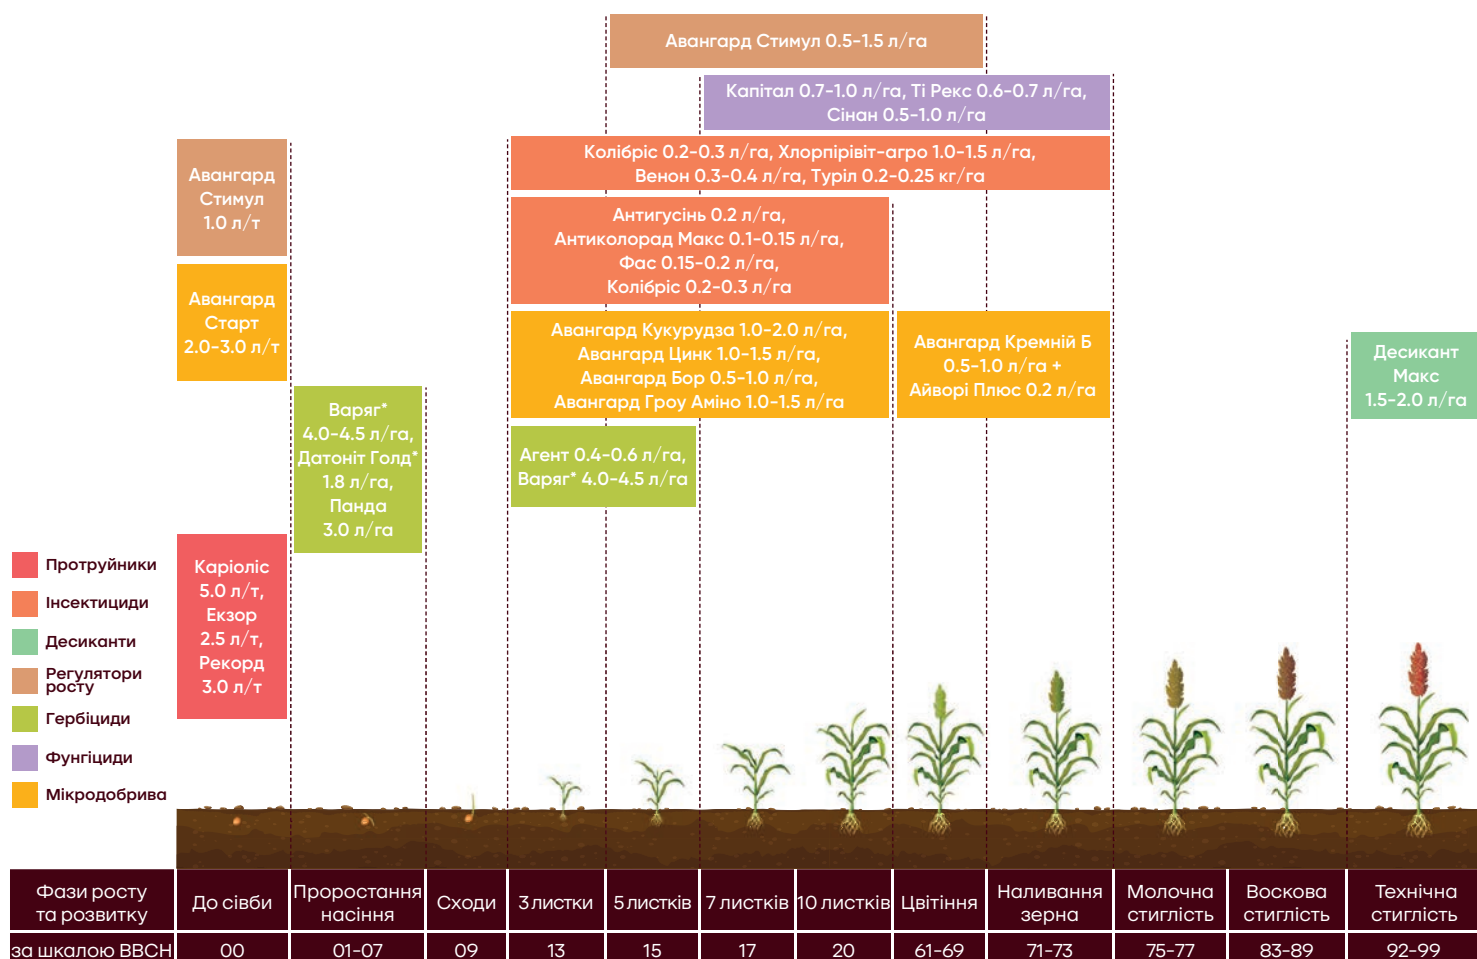 Авангард Стимул 0.5-1.5 л/га
Капітал 0.7-1.0 л/га, Ті Рекс 0.6-0.7 л/га,
Сінан 0.5-1.0 л/га
Колібріс 0.2-0.3 л/га, Хлорпірівіт-агро 1.0-1.5 л/га,
Венон 0.3-0.4 л/га, Туріл 0.2-0.25 кг/га
Авангард
Стимул
1.0 л/т
Антигусінь 0.2 л/га,
Антиколорад Макс 0.1-0.15 л/га,
Фас 0.15-0.2 л/га,
Колібріс 0.2-0.3 л/га
Авангард
Старт
2.0-3.0 л/т
Авангард Кукурудза 1.0-2.0 л/га,
Авангард Цинк 1.0-1.5 л/га,
Авангард Бор 0.5-1.0 л/га,
Авангард Гроу Аміно 1.0-1.5 л/га
Авангард Кремній Б
0.5-1.0 л/га +
Айворі Плюс 0.2 л/га
Десикант
Макс
1.5-2.0 л/га
Варяг*
4.0-4.5 л/га,
Датоніт Голд*
1.8 л/га,
Панда
3.0 л/га
Агент 0.4-0.6 л/га,
Варяг* 4.0-4.5 л/га
Каріоліс
5.0 л/т,
Екзор
2.5 л/т,
Рекорд
3.0 л/т
Протруйники
Інсектициди
Десиканти
Регулятори
росту
Гербіциди
Фунгіциди
Мікродобрива
Фази росту
та розвитку
До сівби
Проростання
насіння
Сходи
3 листки
5 листків
7 листків
10 листків
Цвітіння
Наливання
зерна
Молочна
стиглість
Воскова
стиглість
Технічна
стиглість
за шкалою ВВСН
00
01-07
09
13
15
17
20
61-69
71-73
75-77
83-89
92-99